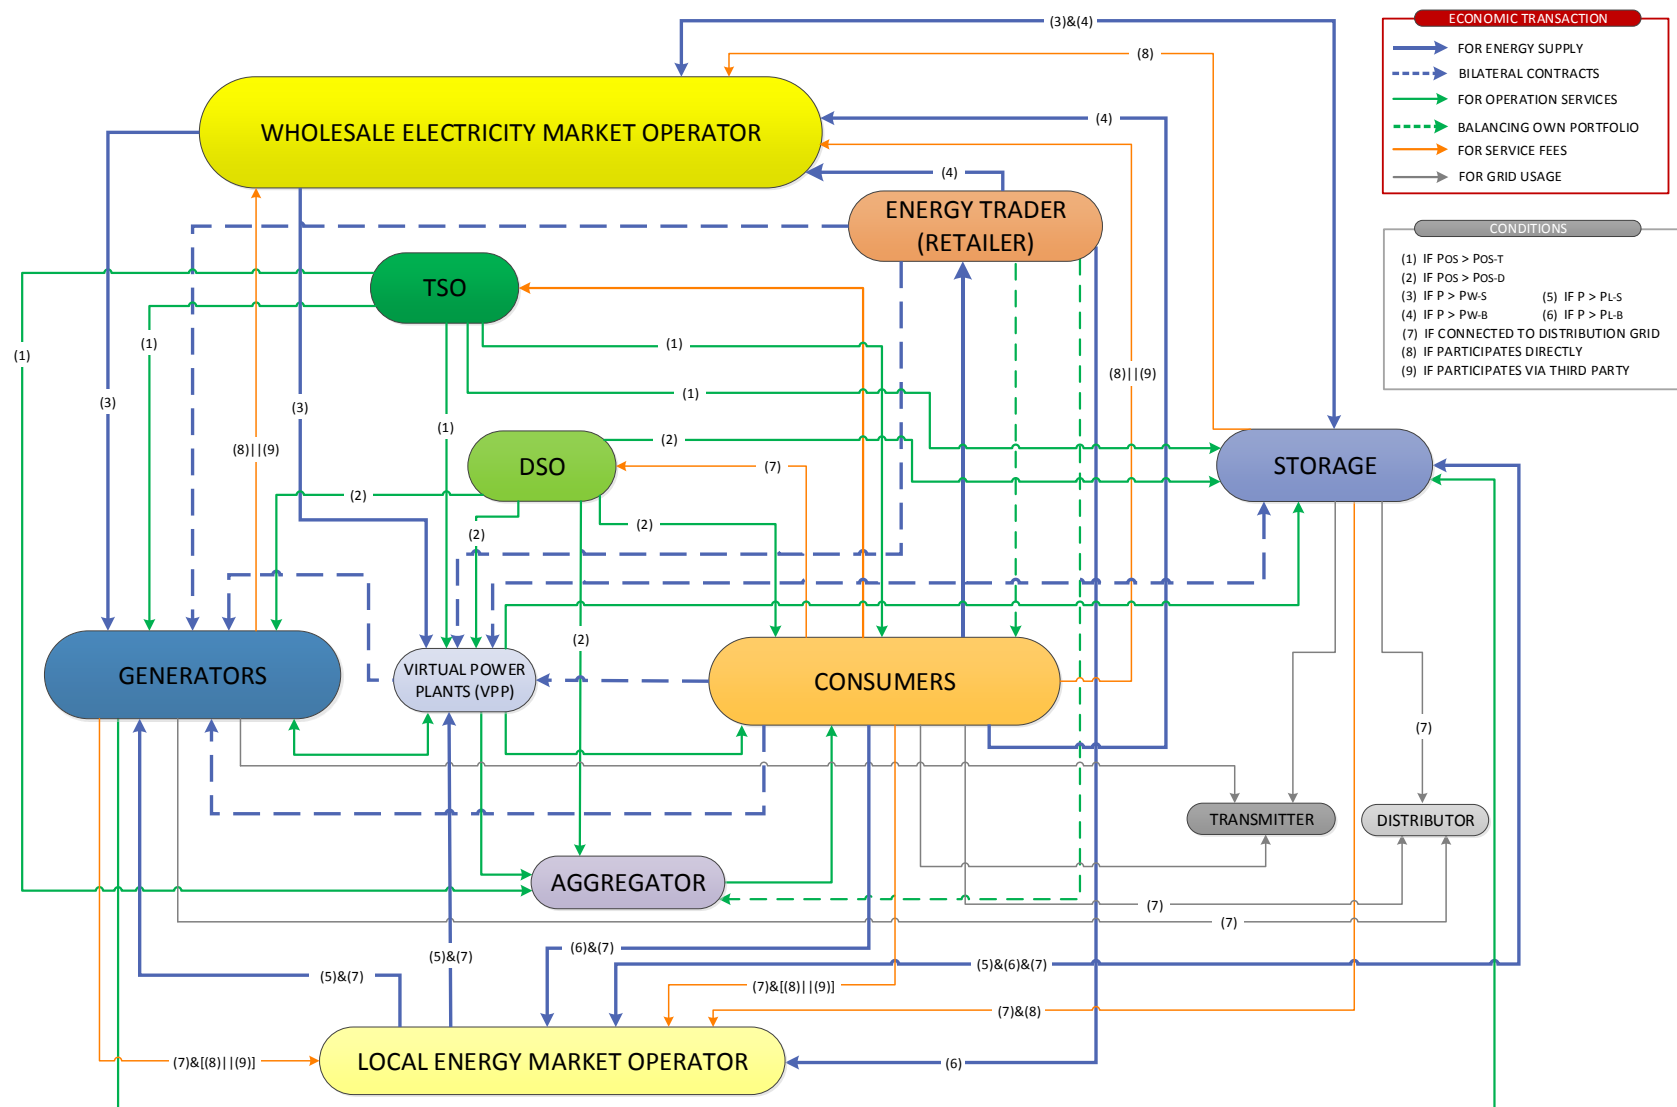 (3)&(4)
ECONOMIC TRANSACTION
FOR ENERGY SUPPLY
BILATERAL CONTRACTS
FOR OPERATION SERVICES
BALANCING OWN PORTFOLIO
FOR SERVICE FEES
FOR GRID USAGE
(8)
WHOLESALE ELECTRICITY MARKET OPERATOR
(4)
(4)
ENERGY TRADER
(RETAILER)
CONDITIONS
(1) IF POS > POS-T
(2) IF POS > POS-D
(3) IF P > PW-S
(5) IF P > PL-S
(4) IF P > PW-B
(6) IF P > PL-B
(7) IF CONNECTED TO DISTRIBUTION GRID
(8) IF PARTICIPATES DIRECTLY
(9) IF PARTICIPATES VIA THIRD PARTY
TSO
(1)
(1)
(1)
(8)||(9)
(3)
(3)
(1)
(1)
(2)
(8)||(9)
DSO
(7)
STORAGE
(2)
(2)
(2)
(2)
GENERATORS
VIRTUAL POWER
PLANTS (VPP)
CONSUMERS
(7)
TRANSMITTER
DISTRIBUTOR
AGGREGATOR
(7)
(7)
(6)&(7)
(5)&(7)
(5)&(7)
(5)&(6)&(7)
(7)&[(8)||(9)]
(7)&(8)
(7)&[(8)||(9)]
LOCAL ENERGY MARKET OPERATOR
(6)